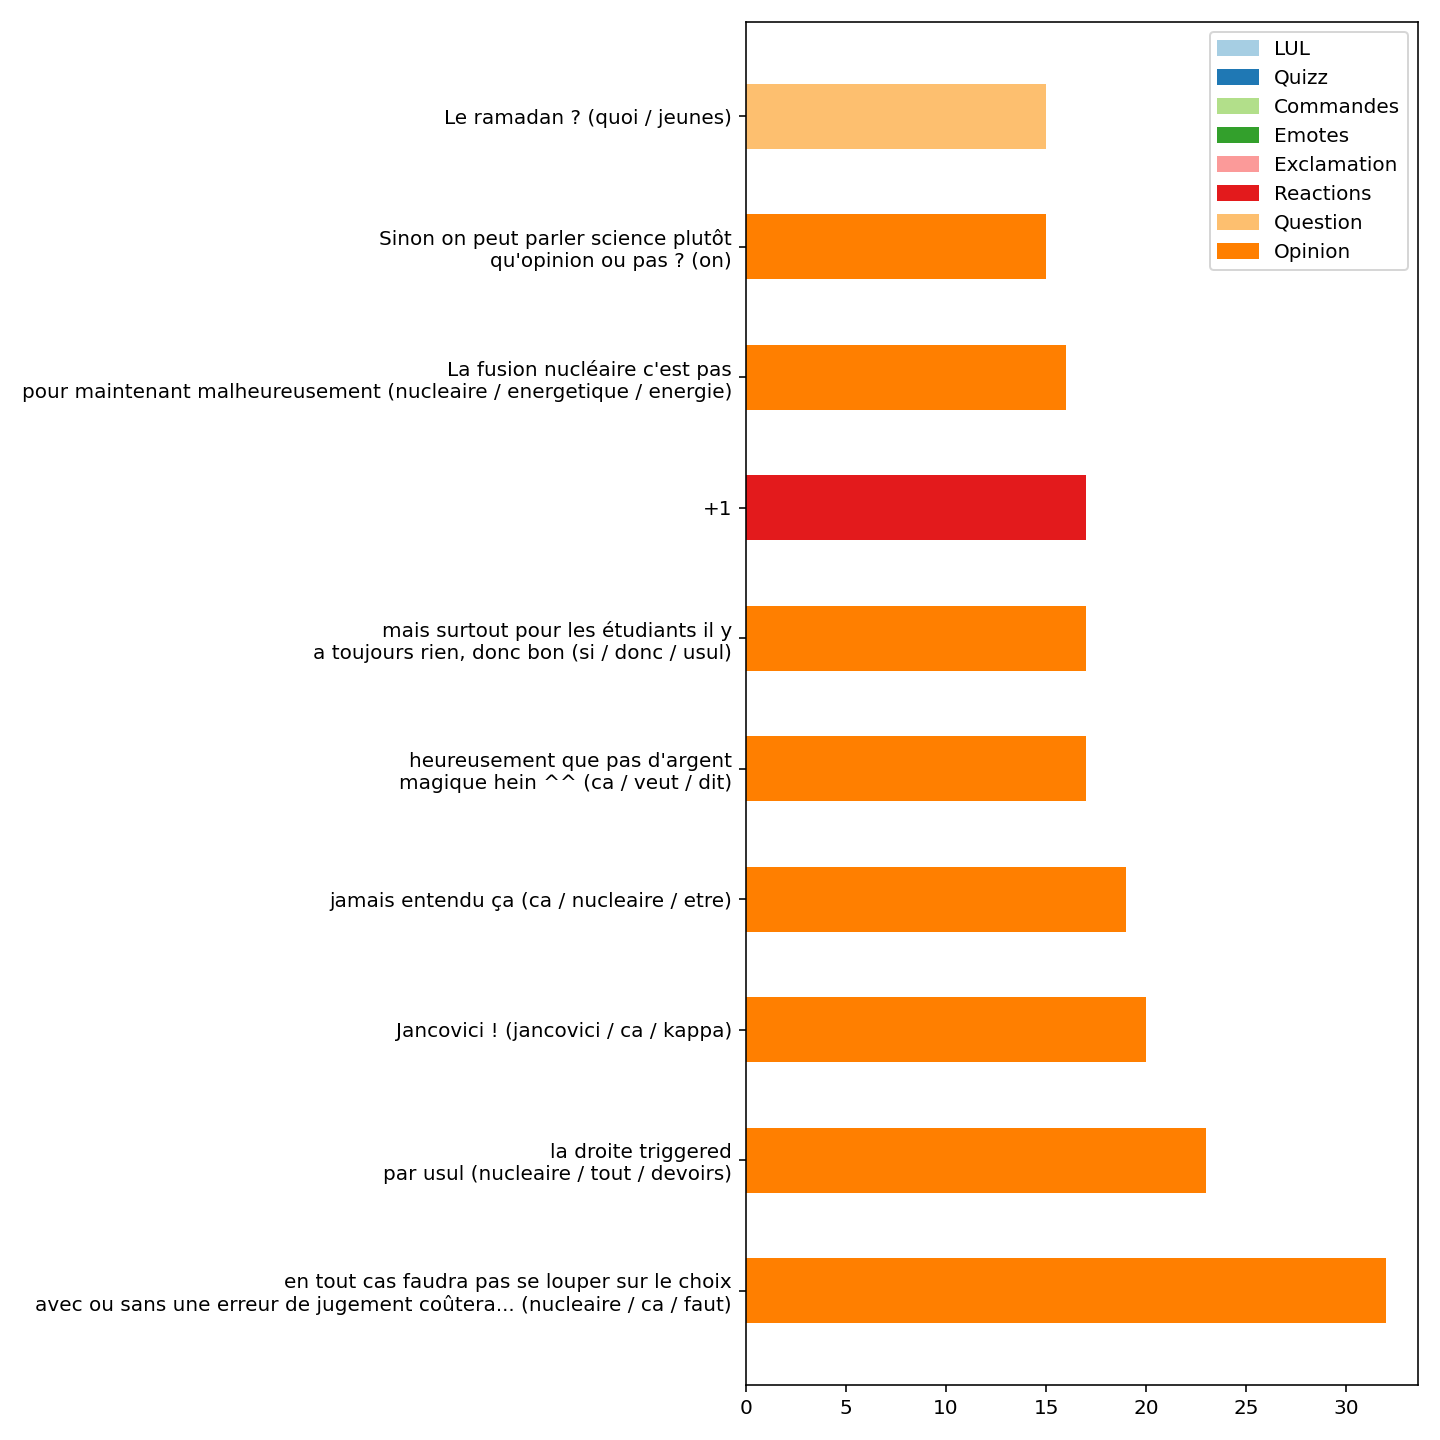 LUL
Quizz
Commandes
Emotes
Exclamation
Reactions
Question
Opinion
Le ramadan ? (quoi / jeunes)
Sinon on peut parler science plutôt
qu'opinion ou pas ? (on)
La fusion nucléaire c'est pas
pour maintenant malheureusement (nucleaire / energetique / energie)
+1
mais surtout pour les étudiants il y
a toujours rien, donc bon (si / donc / usul)
heureusement que pas d'argent
magique hein ^^ (ca / veut / dit)
jamais entendu ça (ca / nucleaire / etre)
Jancovici ! (jancovici / ca / kappa)
la droite triggered
par usul (nucleaire / tout / devoirs)
en tout cas faudra pas se louper sur le choix
avec ou sans une erreur de jugement coûtera... (nucleaire / ca / faut)
0 5 10 15 20 25 30